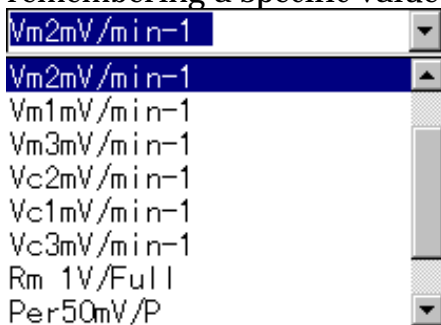 remembering a specific value
Vm2mV/min-1
Vm2mV/min-1
Vm1mV/min-1
Vm3mV/min-1
Vc2mV/min-1
Vc1mV/min-1
Vc3mV/min-1
Rm 1V/Full
Per50mV/P